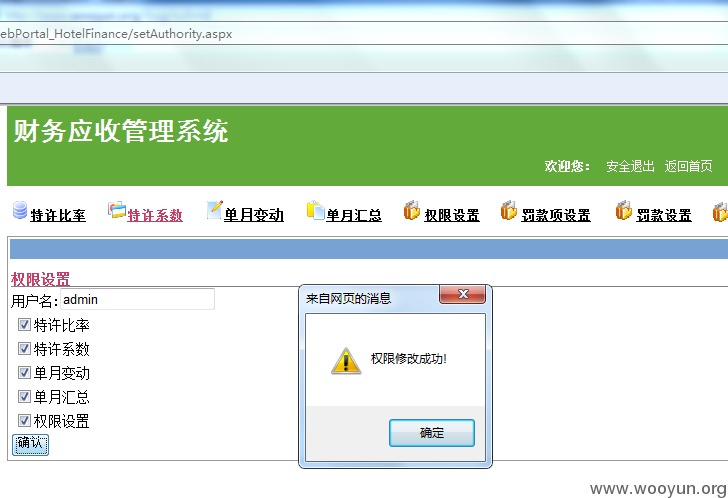 ebPortal_HotelFinance/setAuthority.aspx
财务应收管理系统
欢迎您： 安全退出 返回首页
特许比率 特许系数 单月变动 单月汇总 权限设置 罚款项设置 罚款设置
权限设置
用户名: admin
特许比率
特许系数
单月变动
单月汇总
权限设置
确认
来自网页的消息
权限修改成功!
确定
www.wooyun.org